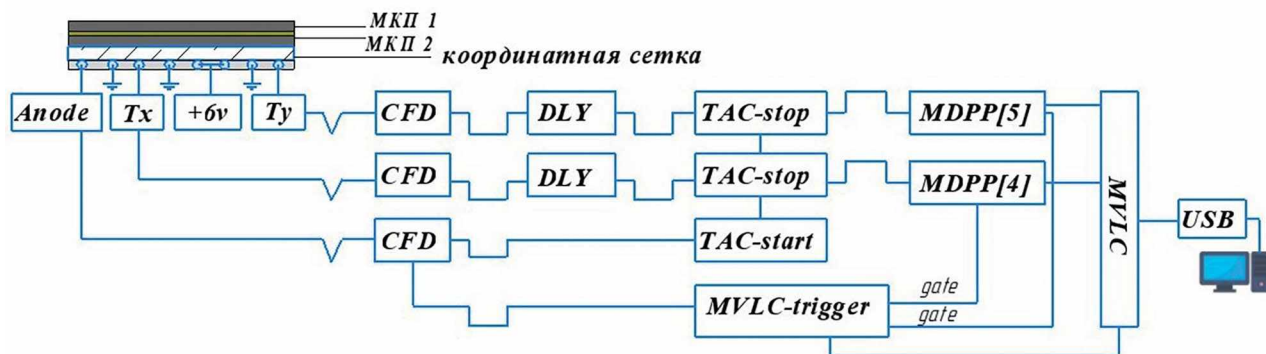 МКП 1
МКП 2
координатная сетка
Anode
Tx
+6v
Ty
CFD
DLY
TAC-stop
MDPP[5]
CFD
DLY
TAC-stop
MDPP[4]
CFD
TAC-start
MVLC
USB
MVLC-trigger
gate
gate